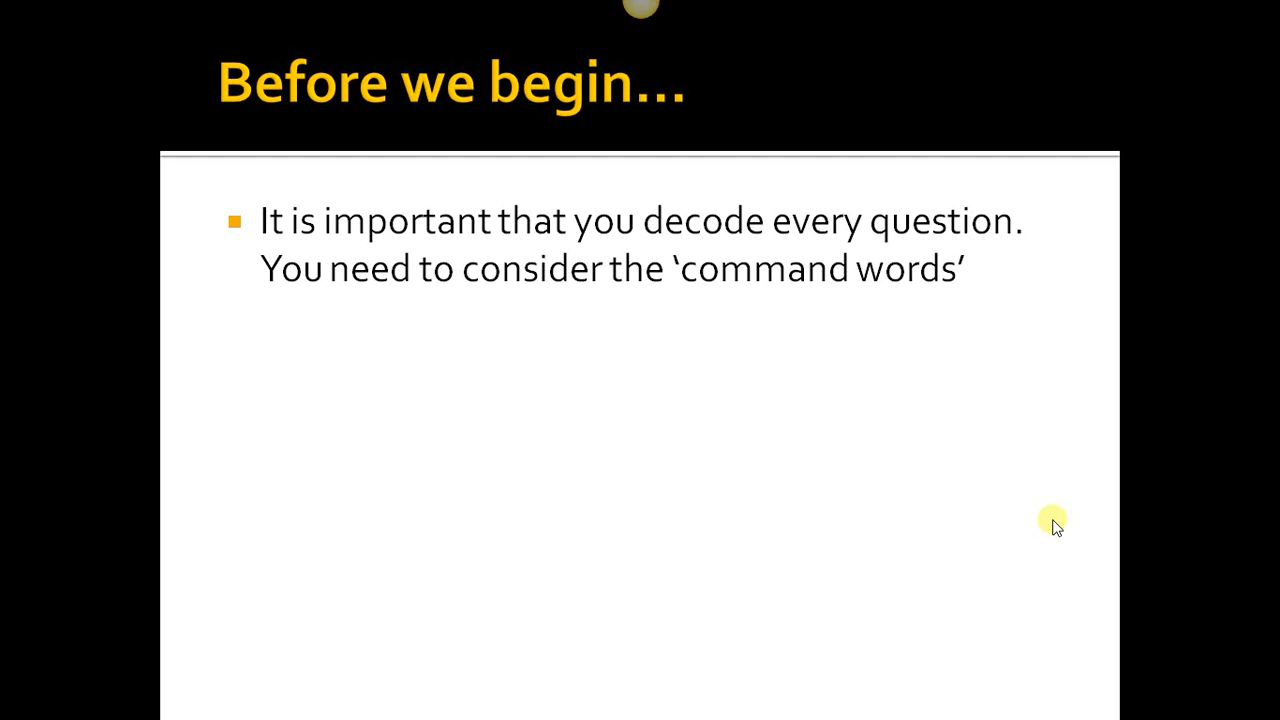 Before we begin...
It is important that you decode every question.
You need to consider the ‘command words’